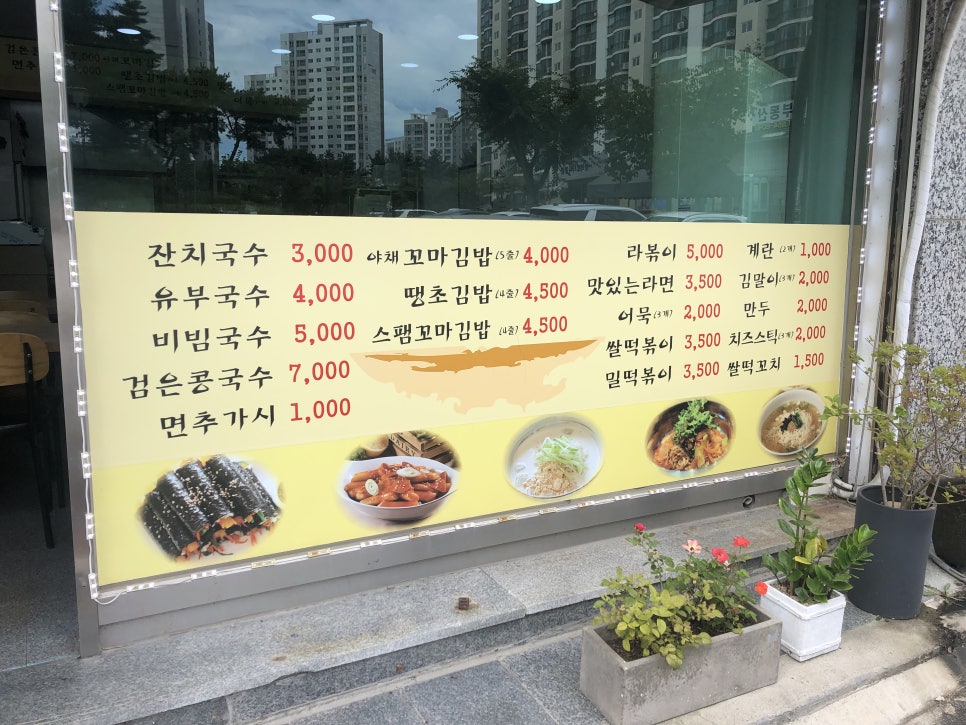 잔치국수 3,000
유부국수 4,000
비빔국수 5,000
검은콩국수 7,000
면추가시 1,000
야채 꼬마김밥 (5줄) 4,000
땡초김밥 (4줄) 4,500
스팸꼬마김밥 (4줄) 4,500
라볶이 5,000
맛있는라면 3,500
어묵 (3개) 2,000
쌀떡볶이 3,500
밀떡볶이 3,500
계란 (2개) 1,000
김말이 (3개) 2,000
만두 2,000
치즈스틱 (3개) 2,000
쌀떡꼬치 1,500